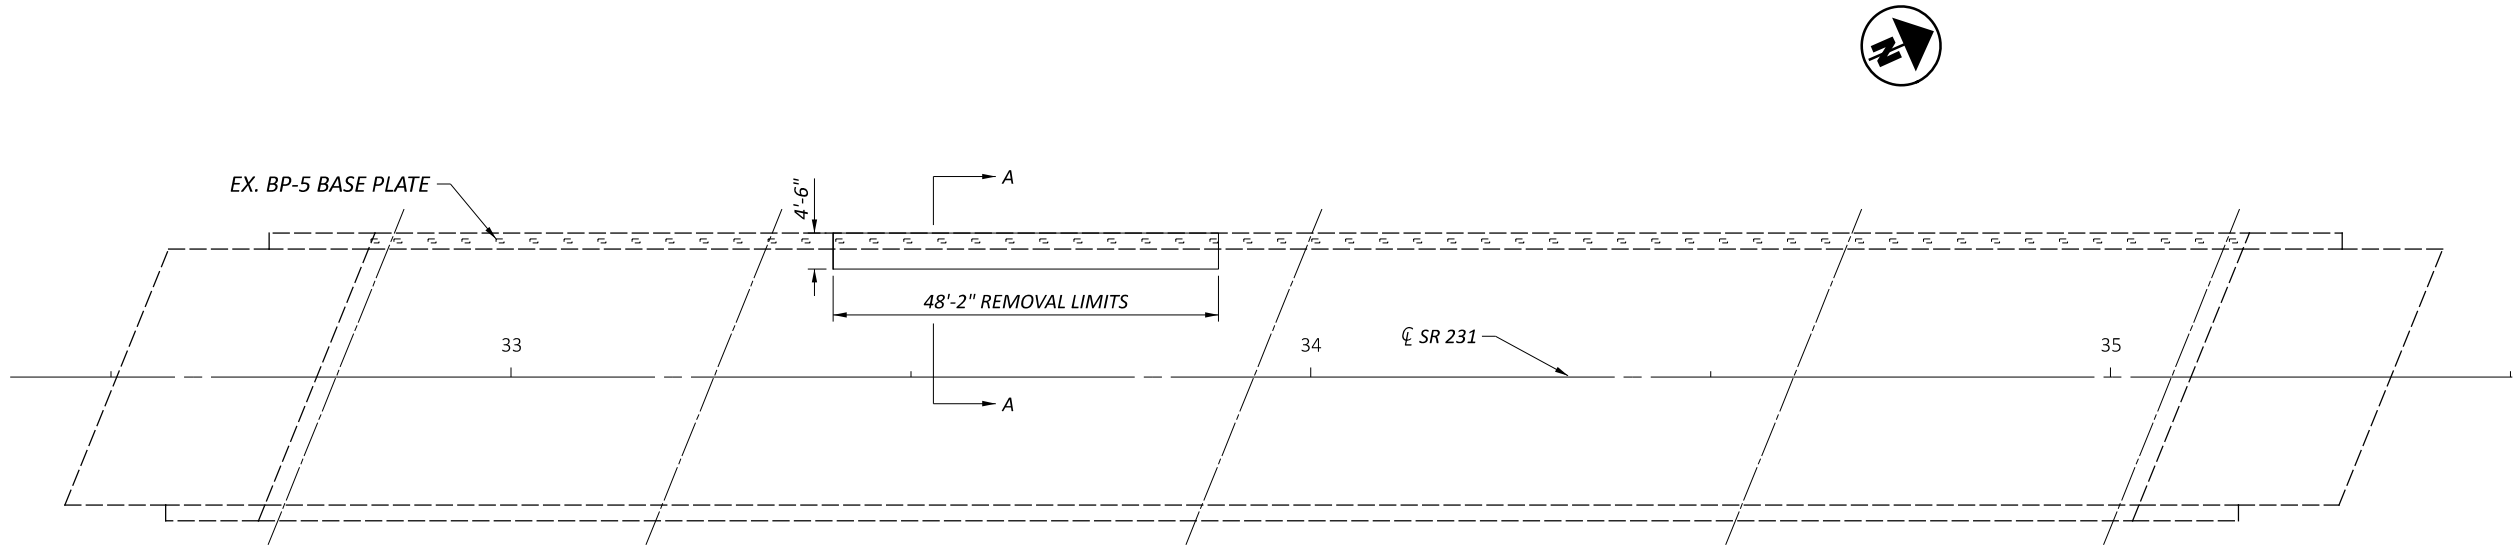 N
A
EX. BP-5 BASE PLATE
4'-6"
48'-2" REMOVAL LIMITS
℄ SR 231
33
34
35
A